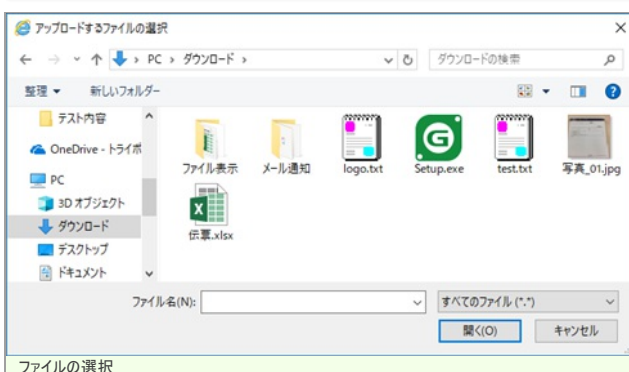 アップロードするファイルの選択
PC › ダウンロード ›
ダウンロードの検索
整理
新しいフォルダー
テスト内容
OneDrive - トライポ
PC
3D オブジェクト
ダウンロード
デスクトップ
ドキュメント
ファイル表示
メール通知
logo.txt
Setup.exe
test.txt
写真_01.jpg
伝票.xlsx
ファイル名(N):
すべてのファイル (*.*)
開く(O)
キャンセル
ファイルの選択